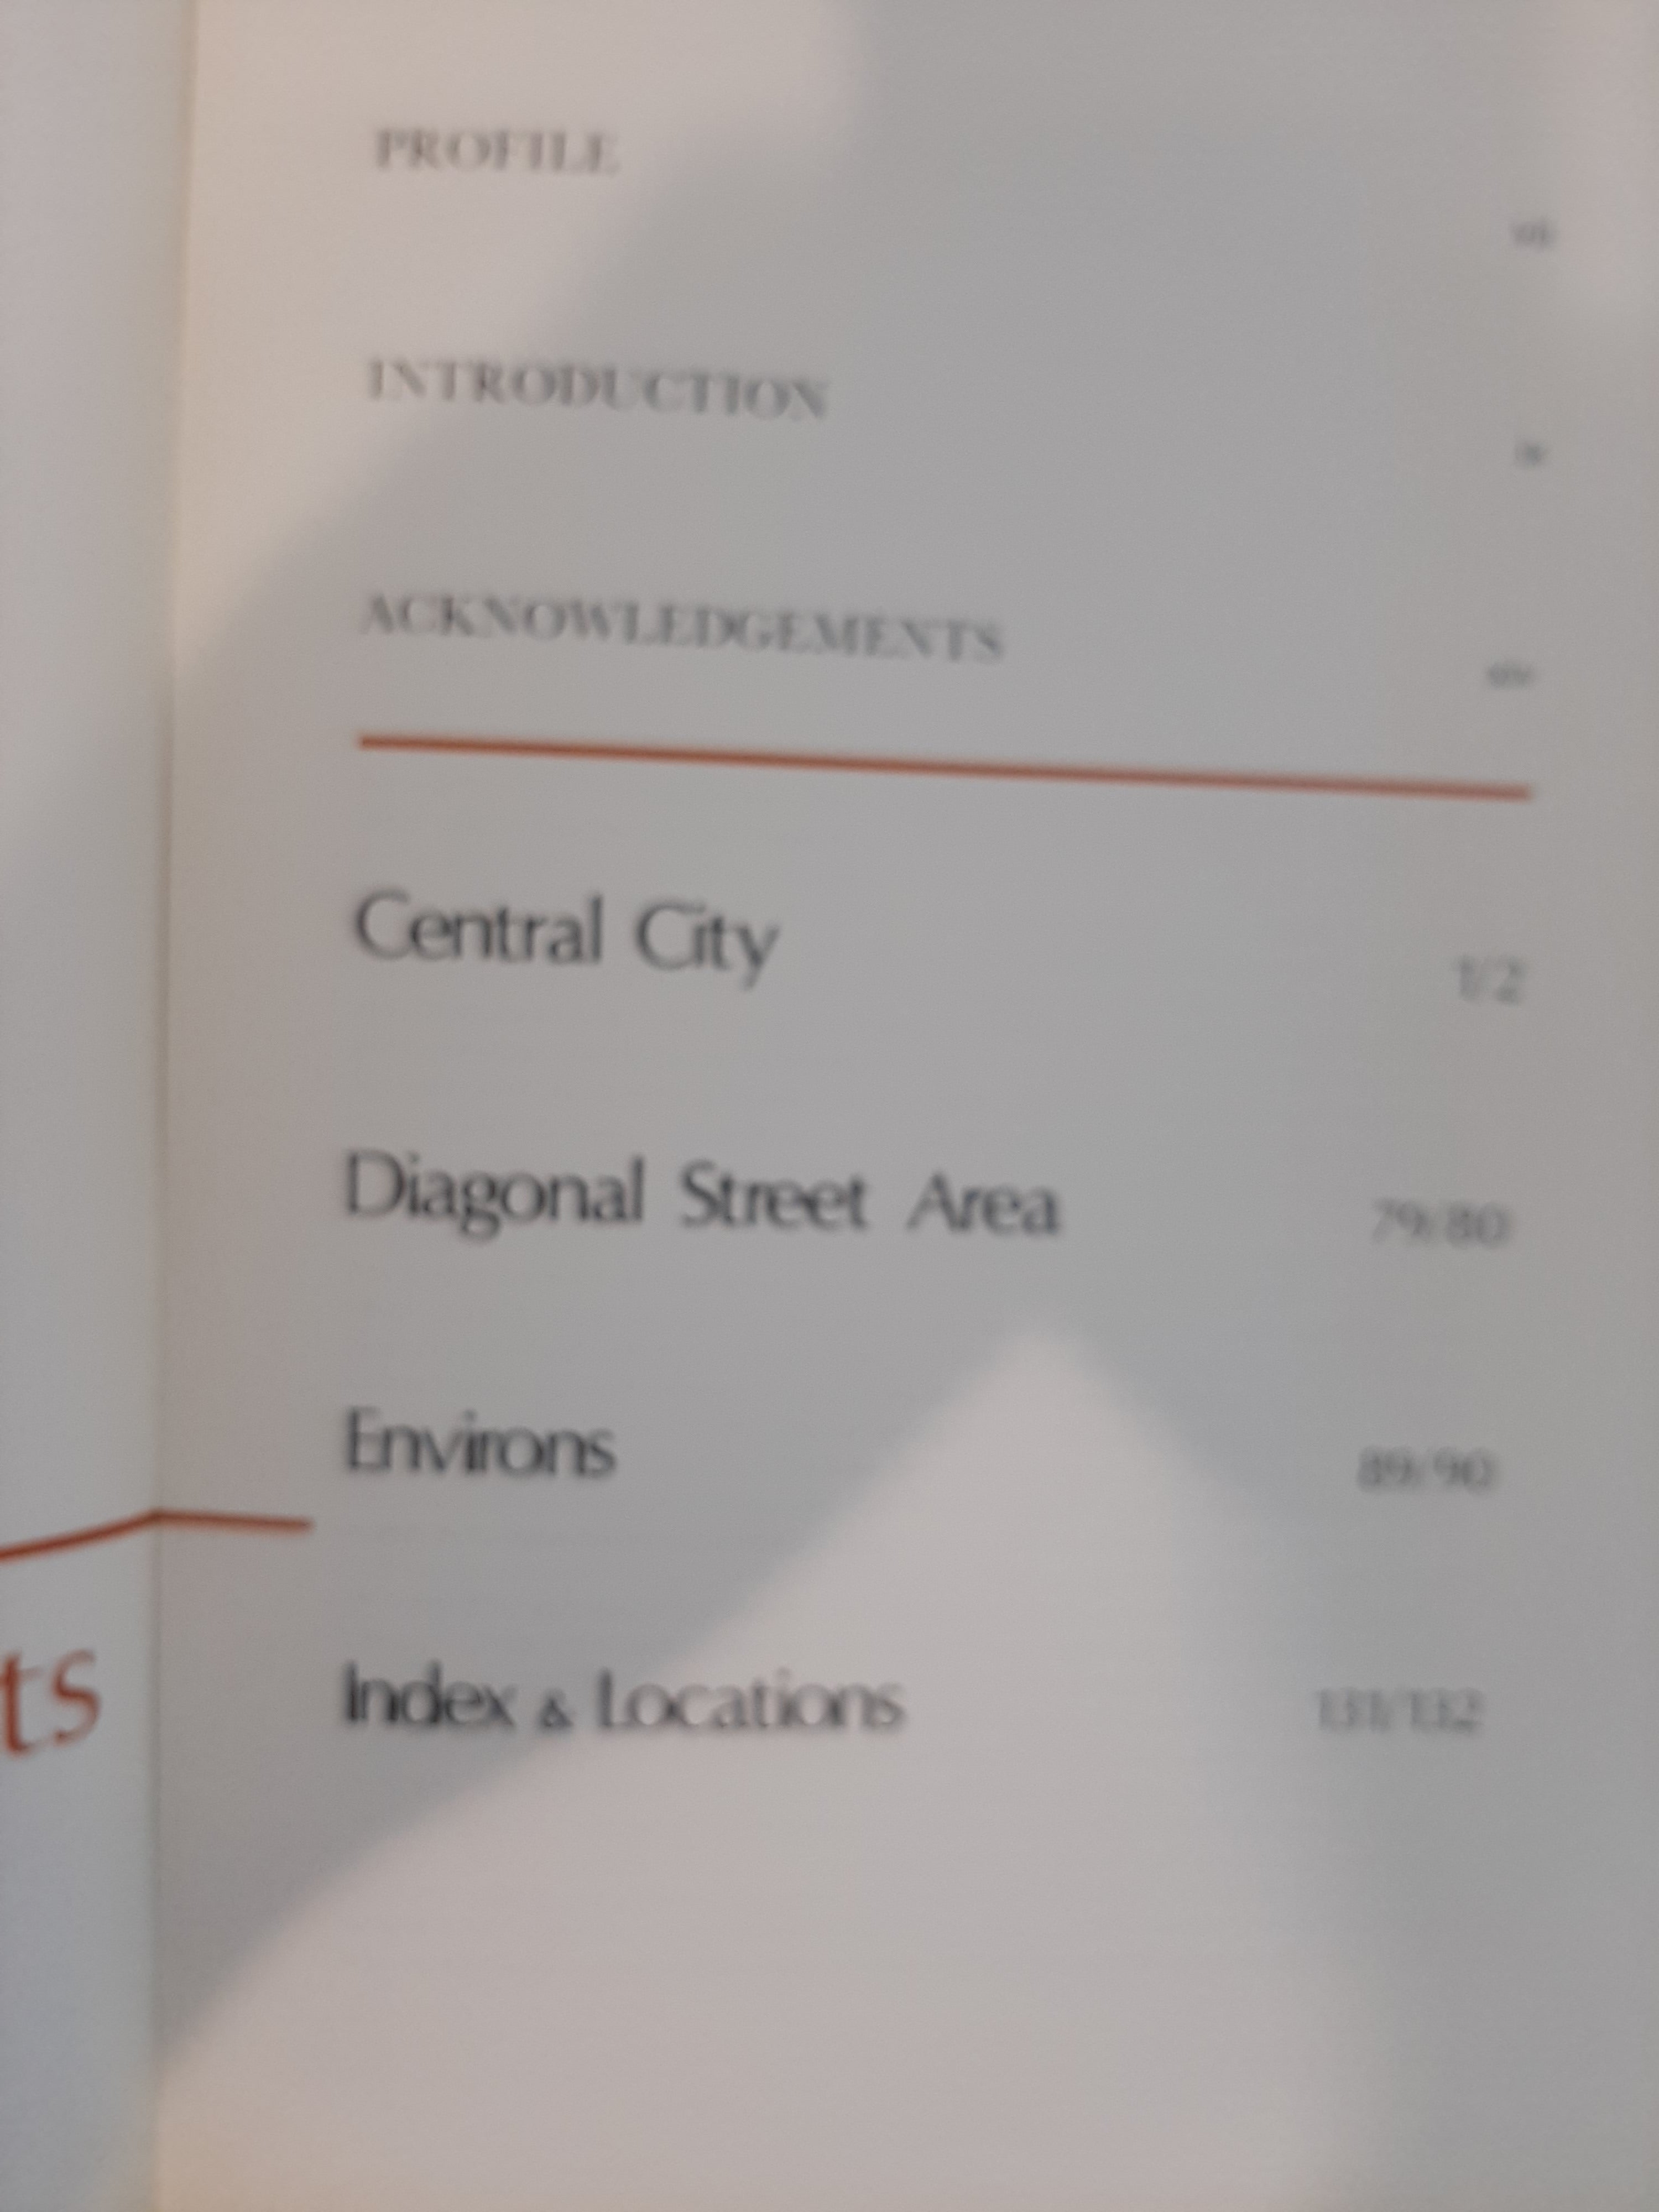 PROFILE
INTRODUCTION
ACKNOWLEDGEMENTS
Central City 1/2
Diagonal Street Area 79/80
Environs 89/90
ts
Index & Locations 131/132